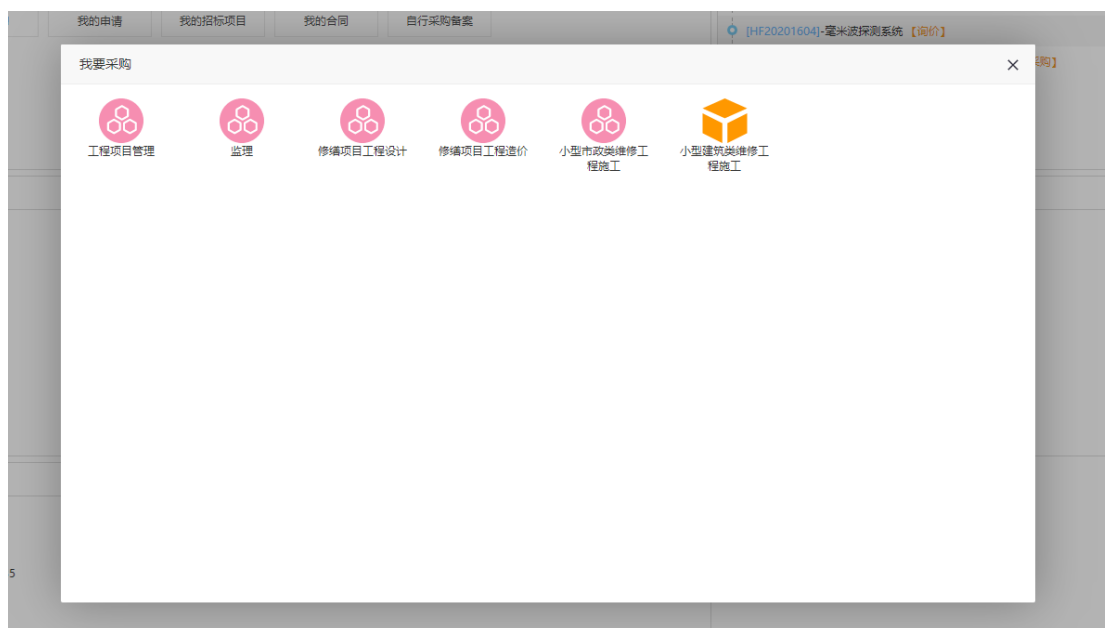 我的申请
我的招标项目
我的合同
自行采购备案
[HF20201604]-毫米波探测系统【询价】
采购】
我要采购
工程项目管理
监理
修缮项目工程设计
修缮项目工程造价
小型市政类维修工
程施工
小型建筑类维修工
程施工
5